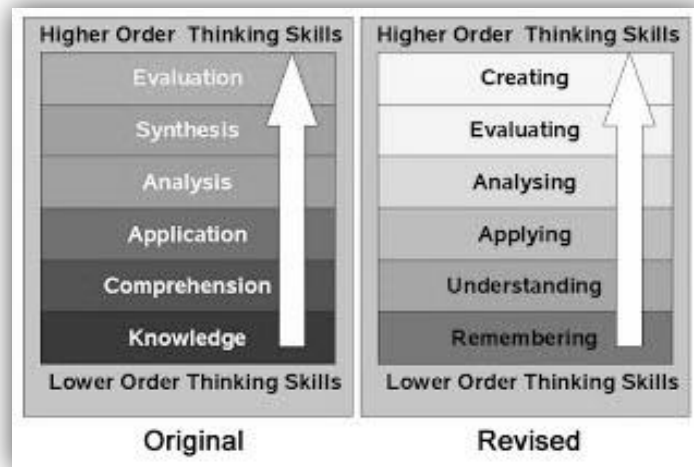 Higher Order Thinking Skills
Evaluation
Synthesis
Analysis
Application
Comprehension
Knowledge
Lower Order Thinking Skills
Original
Higher Order Thinking Skills
Creating
Evaluating
Analysing
Applying
Understanding
Remembering
Lower Order Thinking Skills
Revised